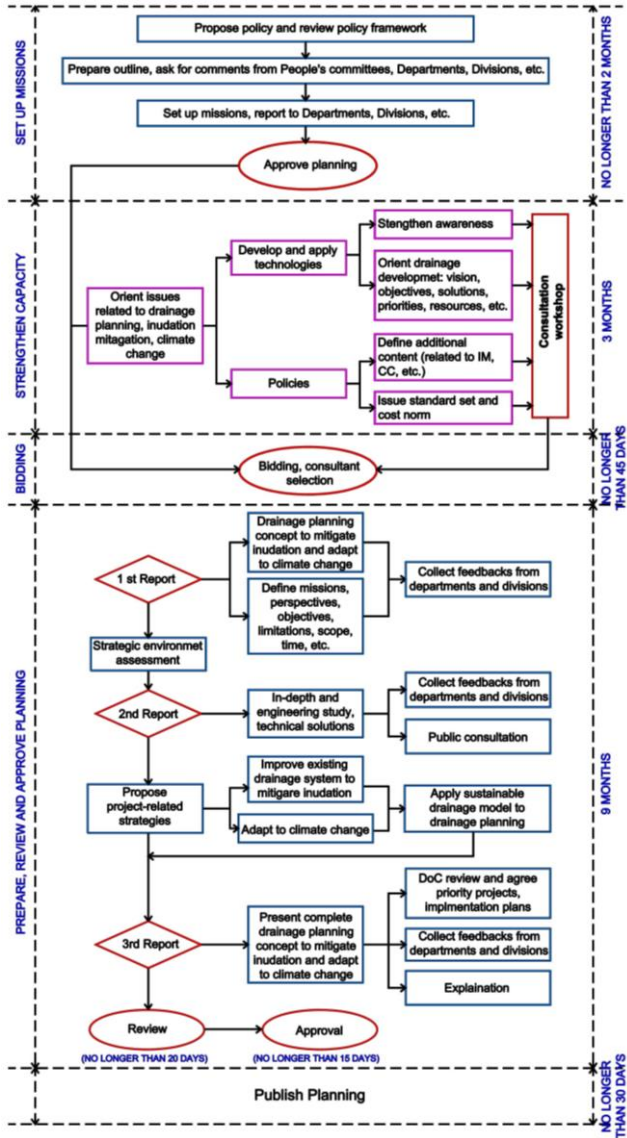 SET UP MISSIONS
Propose policy and review policy framework
Prepare outline, ask for comments from People's committees, Departments, Divisions, etc.
Set up missions, report to Departments, Divisions, etc.
Approve planning
NO LONGER THAN 2 MONTHS
STRENGTHEN CAPACITY
Orient issues
related to drainage
planning, inudation
mitagation, climate
change
Develop and apply
technologies
Policies
Stengthen awareness
Orient drainage
developmet: vision,
objectives, solutions,
priorities, resources, etc.
Define additional
content (related to IM,
CC, etc.)
Issue standard set and
cost norm
Consultation
workshop
3 MONTHS
BIDDING
Bidding, consultant
selection
NO LONGER
THAN 45 DAYS
PREPARE, REVIEW AND APPROVE PLANNING
1 st Report
Drainage planning
concept to mitigate
inudation and adapt
to climate change
Define missions,
perspectives,
objectives,
limitations, scope,
time, etc.
Collect feedbacks from
departments and divisions
Strategic environmet
assessment
2nd Report
In-depth and
engineering study,
technical solutions
Collect feedbacks from
departments and divisions
Public consultation
Propose
project-related
strategies
Improve existing
drainage system to
mitigare inudation
Adapt to climate change
Apply sustainable
drainage model to
drainage planning
3rd Report
Present complete
drainage planning
concept to mitigate
inudation and adapt
to climate change
DoC review and agree
priority projects,
implmentation plans
Collect feedbacks from
departments and divisions
Explaination
Review
(NO LONGER THAN 20 DAYS)
Approval
(NO LONGER THAN 15 DAYS)
9 MONTHS
Publish Planning
NO LONGER
THAN 30 DAYS